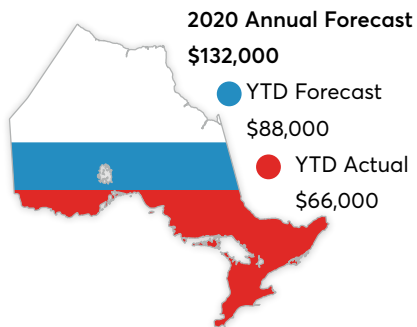 2020 Annual Forecast
$132,000
YTD Forecast
$88,000
YTD Actual
$66,000